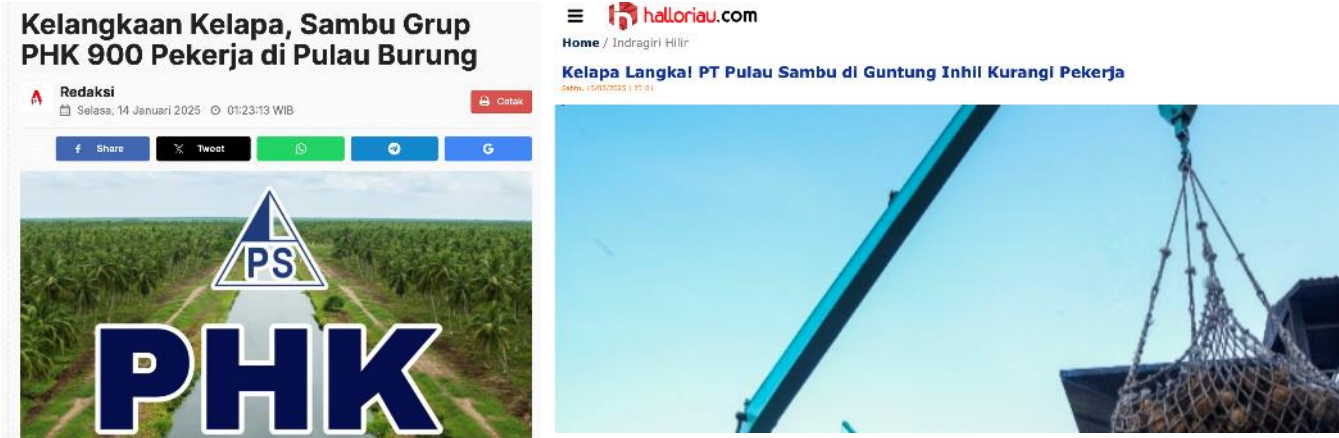 Kelangkaan Kelapa, Sambu Grup
PHK 900 Pekerja di Pulau Burung
Redaksi
Selasa, 14 Januari 2025 01:23:13 WIB
Cetak
Share
Tweet
PS
PHK
halloriau.com
Home / Indragiri Hilir
Kelapa Langka! PT Pulau Sambu di Guntung Inhil Kurangi Pekerja